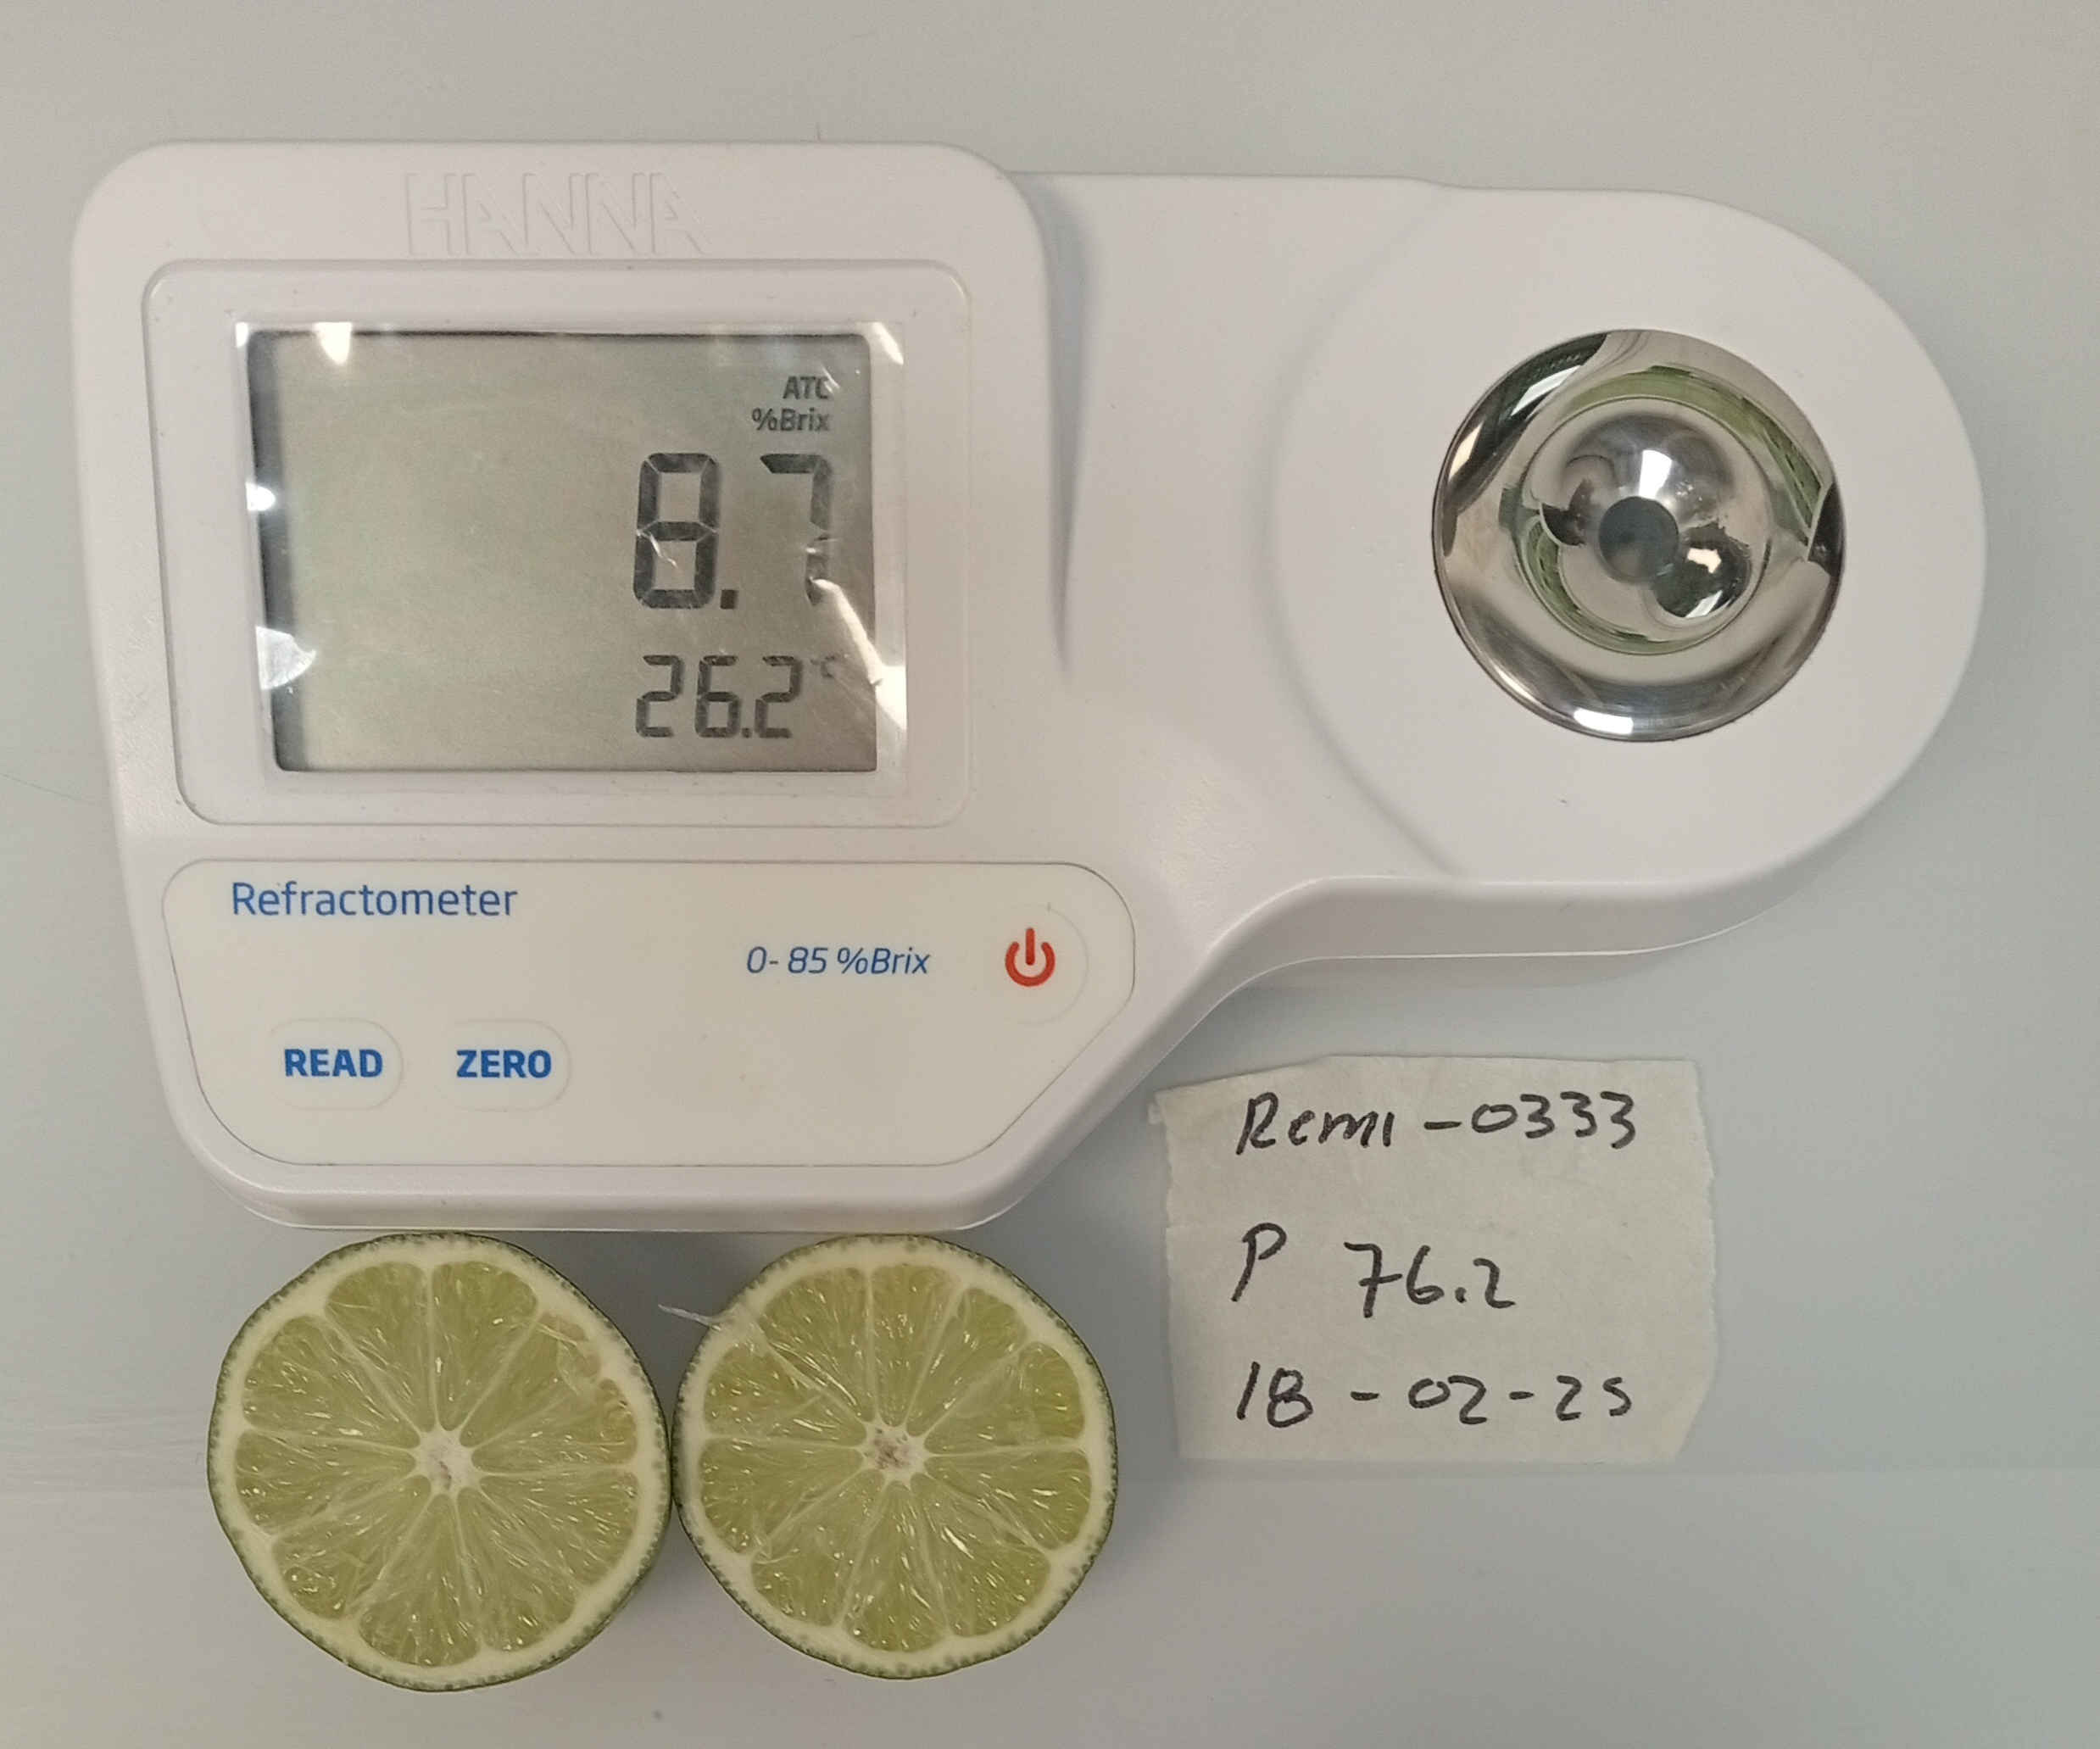 HANNA
ATC
%Brix
8.7
26.2°C
Refractometer
0-85 %Brix
READ ZERO
Remi-0333
P 76.2
18-02-25